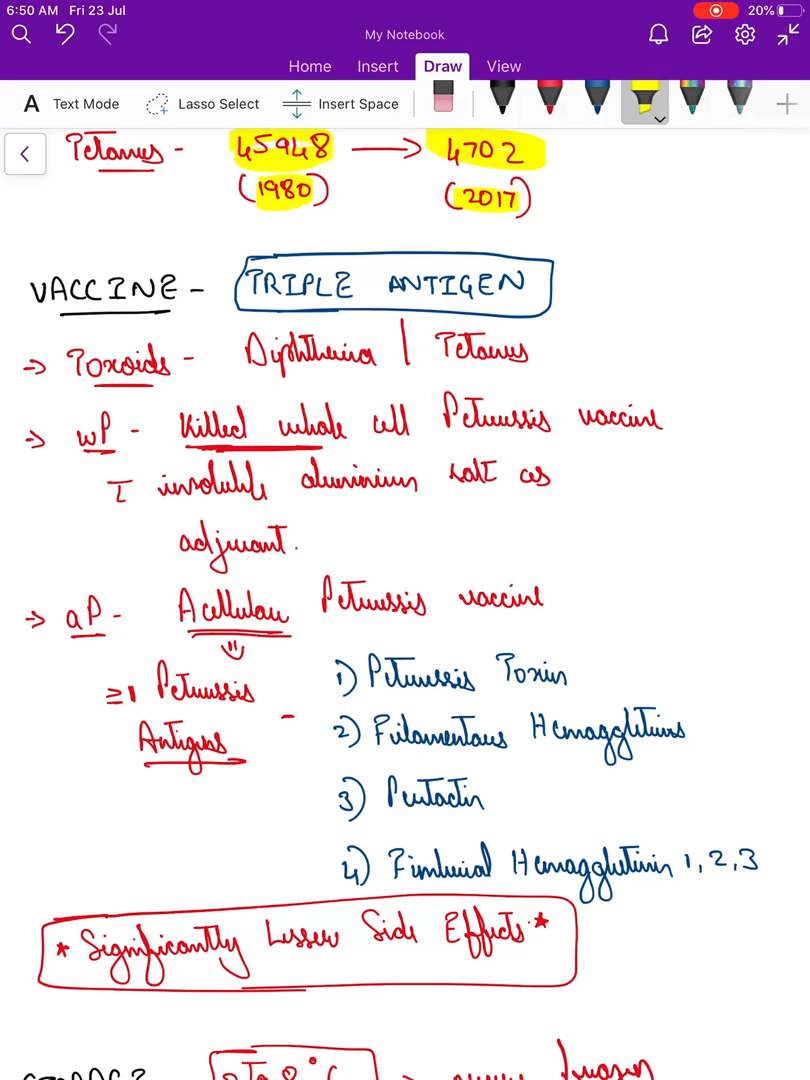 6:50 AM Fri 23 Jul
20%
My Notebook
Home Insert Draw View
A Text Mode Lasso Select Insert Space
Tetanus - 45948 → 4702
(1980) (2017)
VACCINE - TRIPLE ANTIGEN
→ Toxoids - Diphtheria | Tetanus
→ wP - Killed whole cell Pertussis vaccine
insoluble aluminium salt as
adjuvant.
→ aP - Acellular Pertussis vaccine
≥1 Pertussis
Antigens -
1) Pertussis Toxin
2) Filamentous Hemagglutinins
3) Pertactin
4) Fimbrial Hemagglutinin 1, 2, 3
* Significantly Lesser Side Effects *